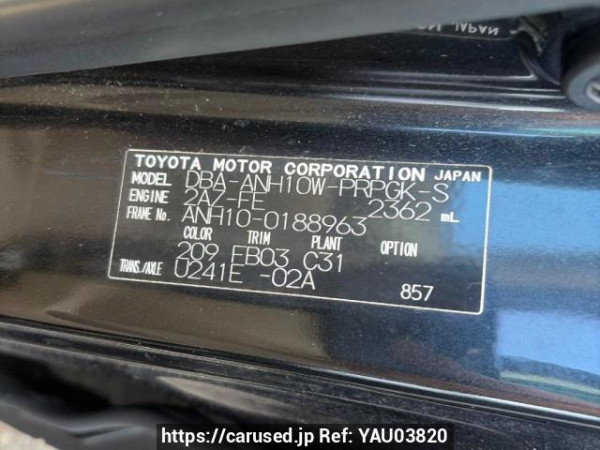 TOYOTA MOTOR CORPORATION JAPAN
MODEL DBA-ANH10W-PRPGK-S
ENGINE 2AZ-FE 2362 mL
FRAME No. ANH10-0188963
COLOR TRIM PLANT OPTION
209 FB03 C31
TRANS./AXLE U241E -02A
857
https://carused.jp Ref: YAU03820